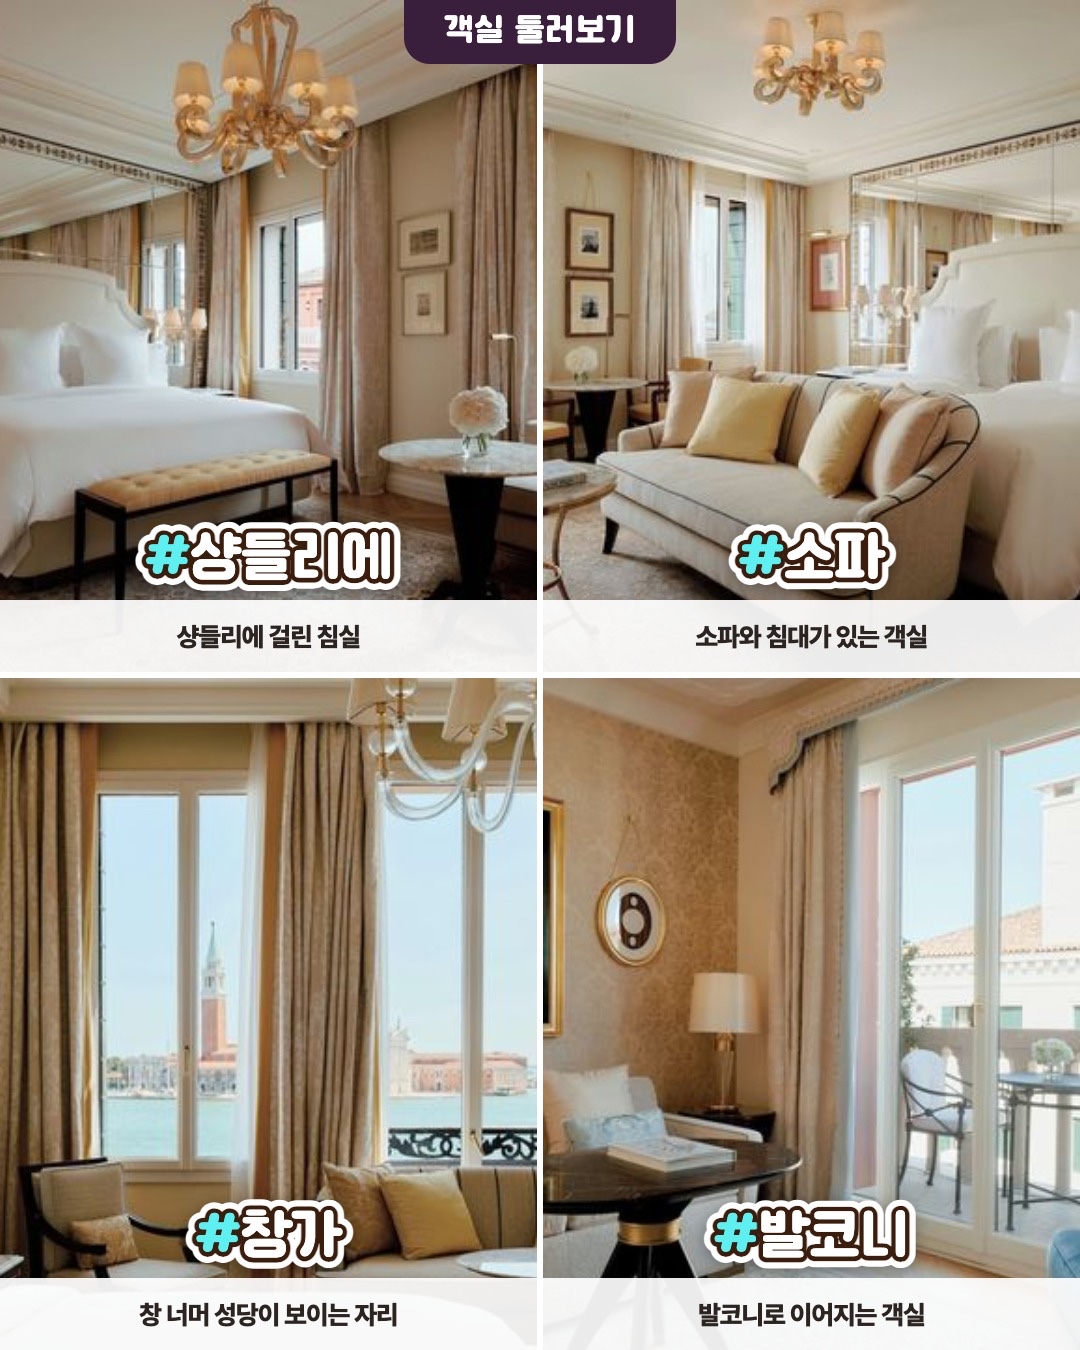 객실 둘러보기
#샹들리에
#소파
샹들리에 걸린 침실
소파와 침대가 있는 객실
#창가
#발코니
창 너머 성당이 보이는 자리
발코니로 이어지는 객실